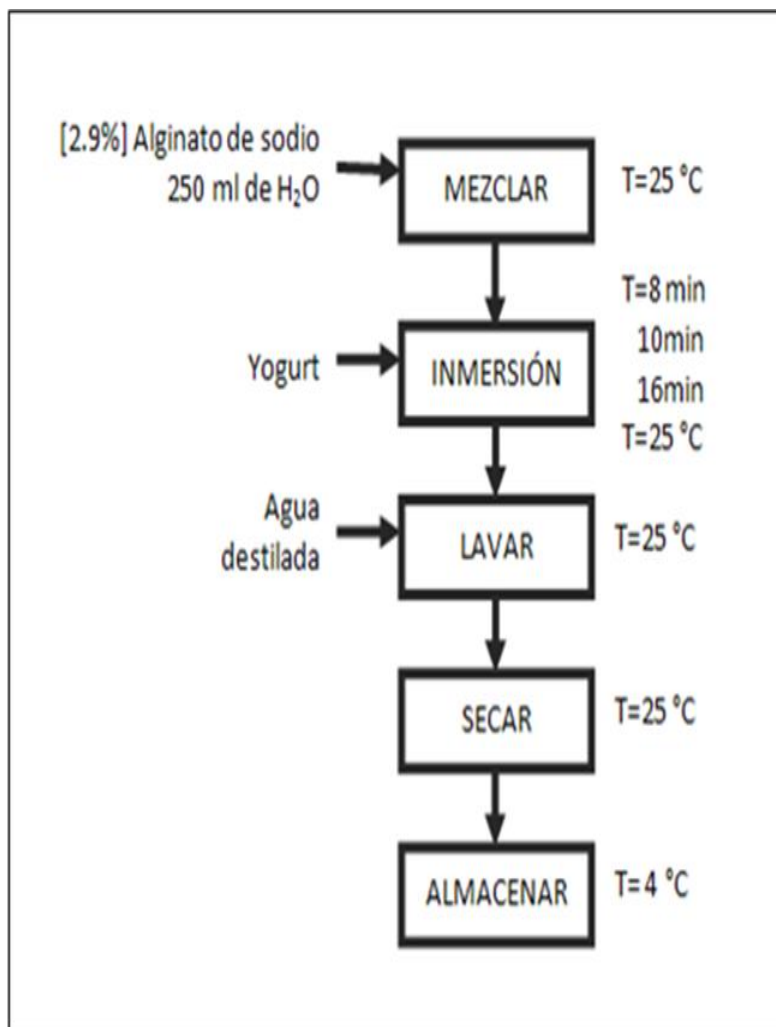 [2.9%] Alginato de sodio
250 ml de H₂O
MEZCLAR
T=25 °C
Yogurt
INMERSIÓN
T=8 min
10min
16min
T=25 °C
Agua
destilada
LAVAR
T=25 °C
SECAR
T=25 °C
ALMACENAR
T=4 °C